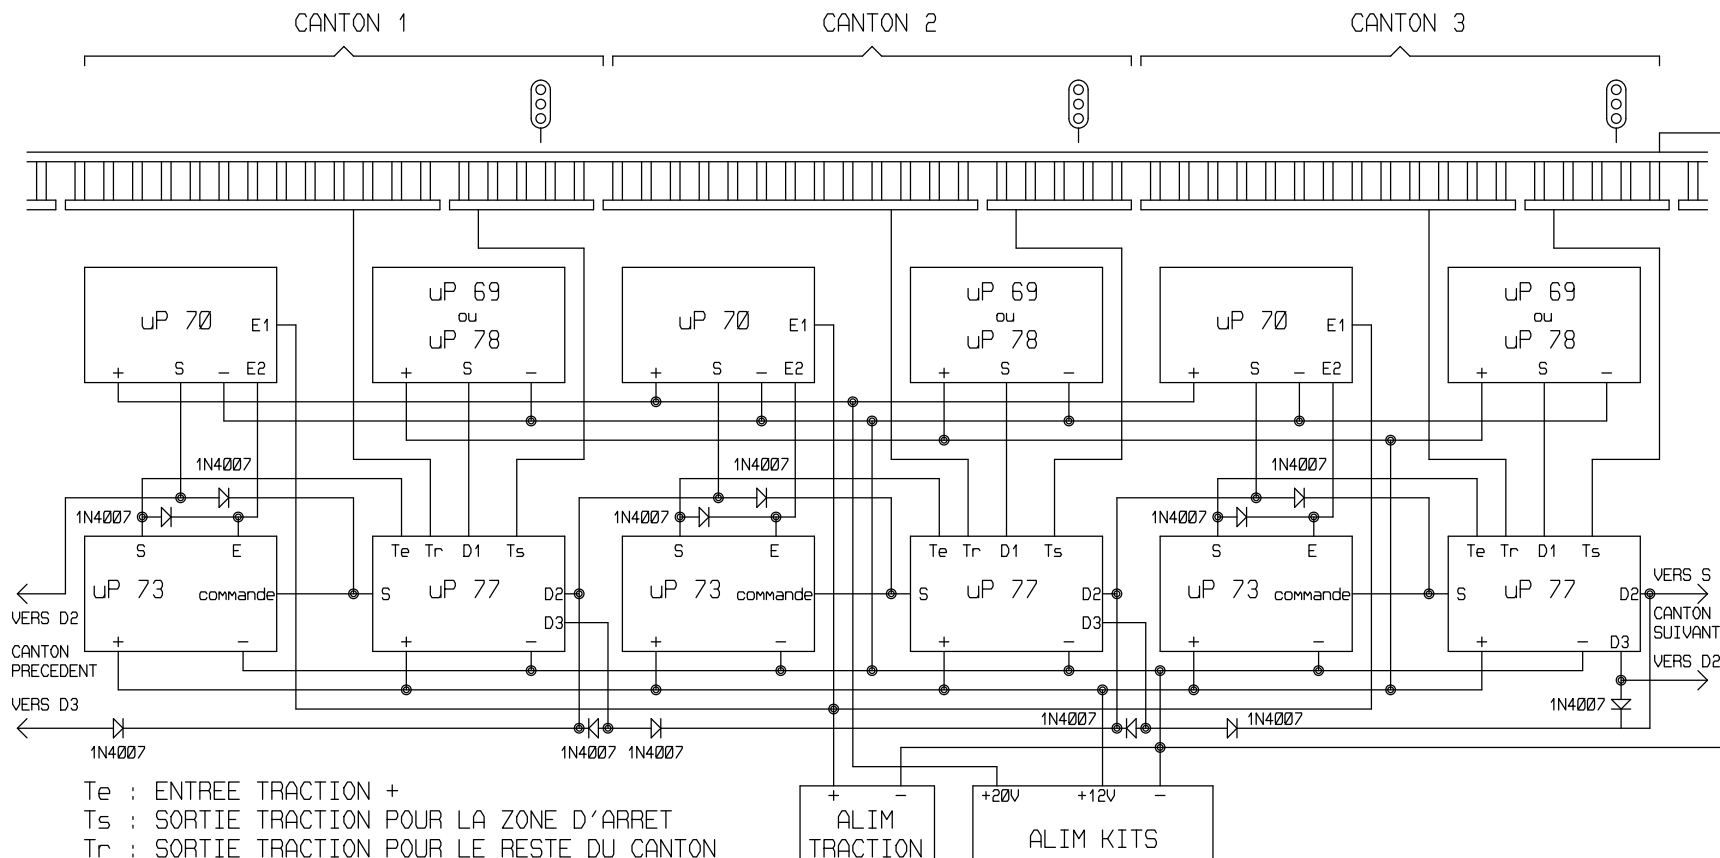 CANTON 1 CANTON 2 CANTON 3
uP 70 E1 + S - E2
uP 69 ou uP 78 + S -
uP 70 E1 + S - E2
uP 69 ou uP 78 + S -
uP 70 E1 + S - E2
uP 69 ou uP 78 + S -
1N4007 1N4007 1N4007
1N4007 1N4007 1N4007
S E uP 73 COMMANDE + -
Te Tr D1 Ts S uP 77 D2 D3 + -
S E uP 73 COMMANDE + -
Te Tr D1 Ts S uP 77 D2 D3 + -
S E uP 73 COMMANDE + -
Te Tr D1 Ts S uP 77 D2 D3 + -
VERS D2
CANTON
PRECEDENT
VERS D3
VERS S
CANTON
SUIVANT
VERS D2
1N4007 1N4007 1N4007
1N4007 1N4007 1N4007
Te : ENTREE TRACTION +
Ts : SORTIE TRACTION POUR LA ZONE D'ARRET
Tr : SORTIE TRACTION POUR LE RESTE DU CANTON
+ -
ALIM
TRACTION
+20V +12V -
ALIM KITS